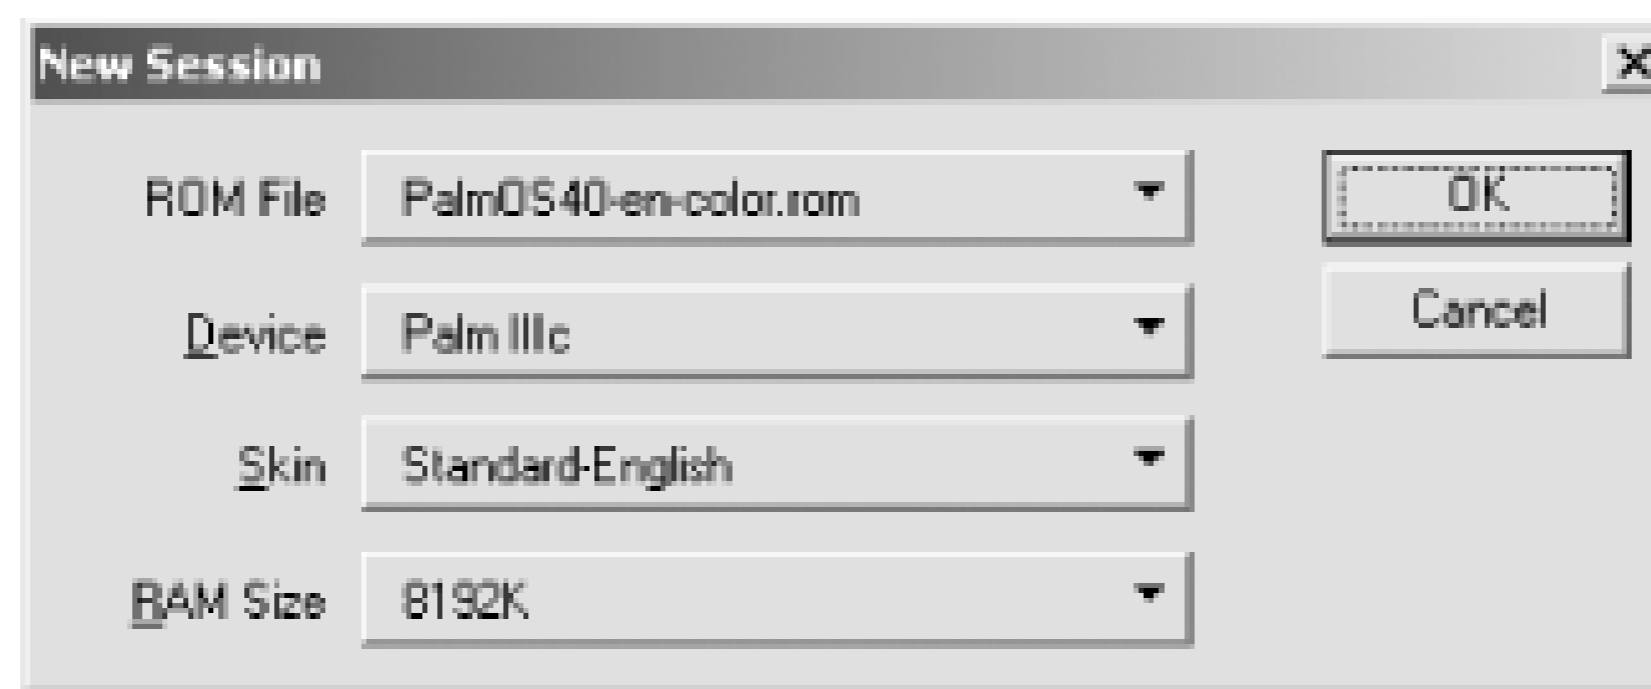 New Session
ROM File PalmOS40-en-color.rom OK
Device Palm IIIc Cancel
Skin Standard-English
RAM Size 8192K